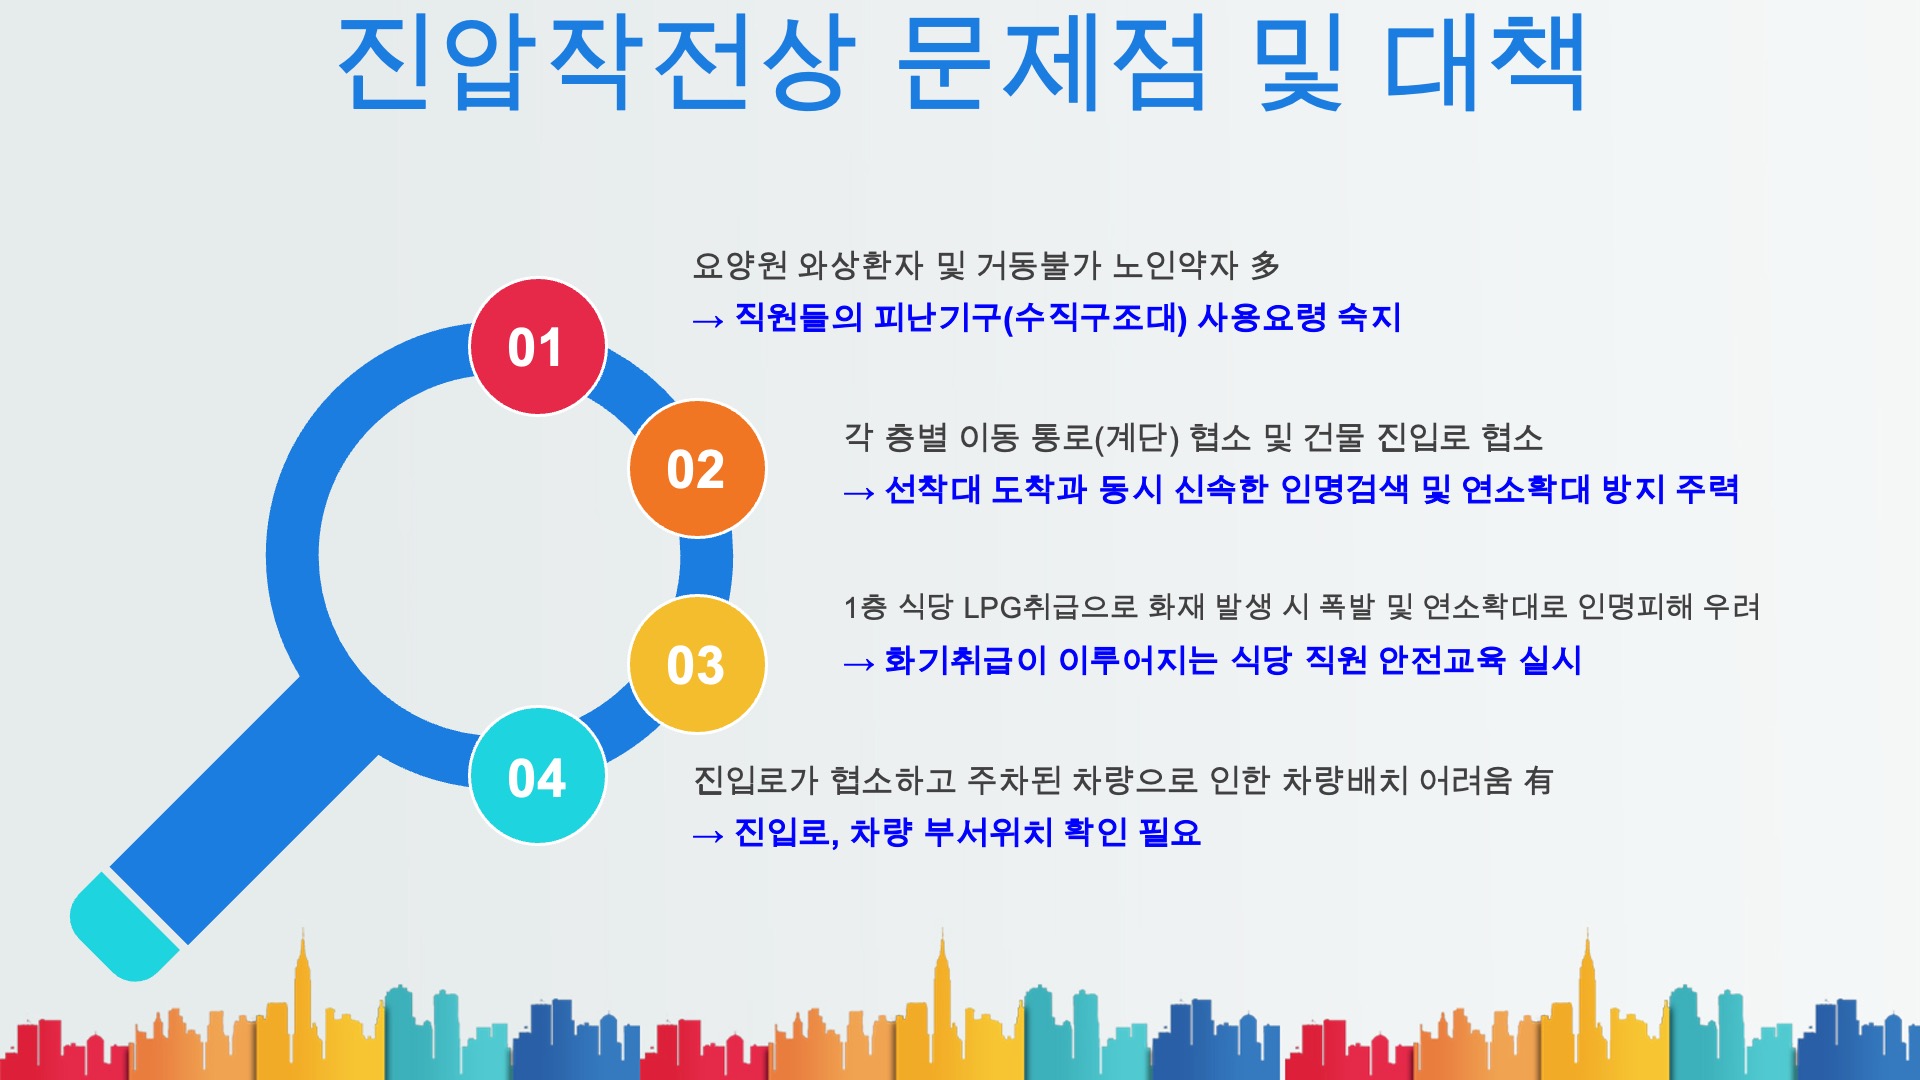 진압작전상 문제점 및 대책
01
요양원 와상환자 및 거동불가 노인약자 多
→ 직원들의 피난기구(수직구조대) 사용요령 숙지
02
각 층별 이동 통로(계단) 협소 및 건물 진입로 협소
→ 선착대 도착과 동시 신속한 인명검색 및 연소확대 방지 주력
03
1층 식당 LPG취급으로 화재 발생 시 폭발 및 연소확대로 인명피해 우려
→ 화기취급이 이루어지는 식당 직원 안전교육 실시
04
진입로가 협소하고 주차된 차량으로 인한 차량배치 어려움 有
→ 진입로, 차량 부서위치 확인 필요